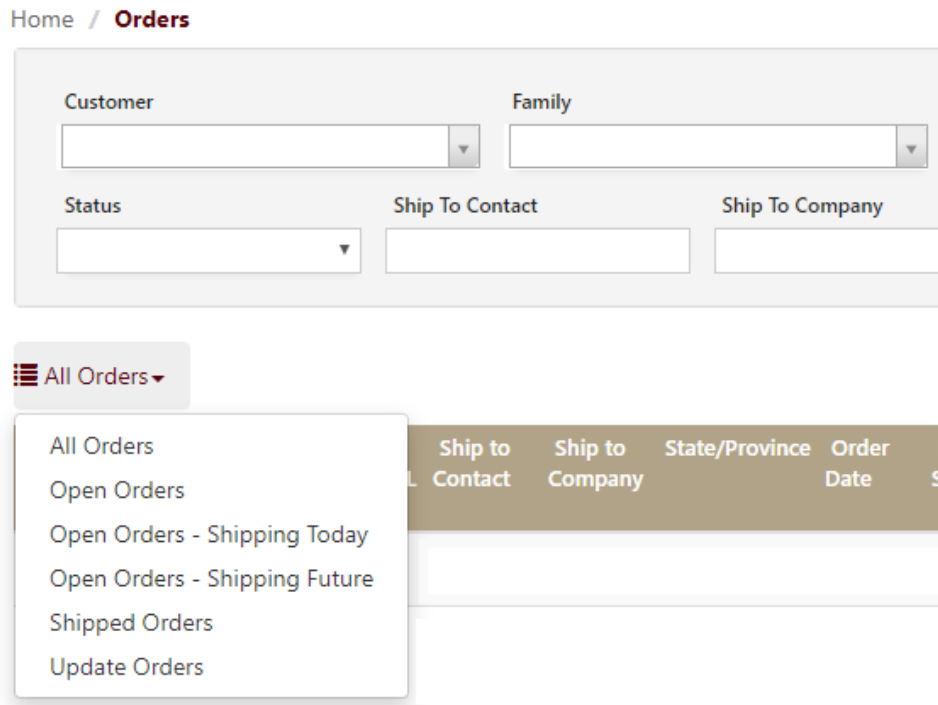 Home / Orders
Customer Family
Status Ship To Contact Ship To Company
All Orders
All Orders
Open Orders
Open Orders - Shipping Today
Open Orders - Shipping Future
Shipped Orders
Update Orders
Ship to Ship to State/Province Order
Contact Company Date